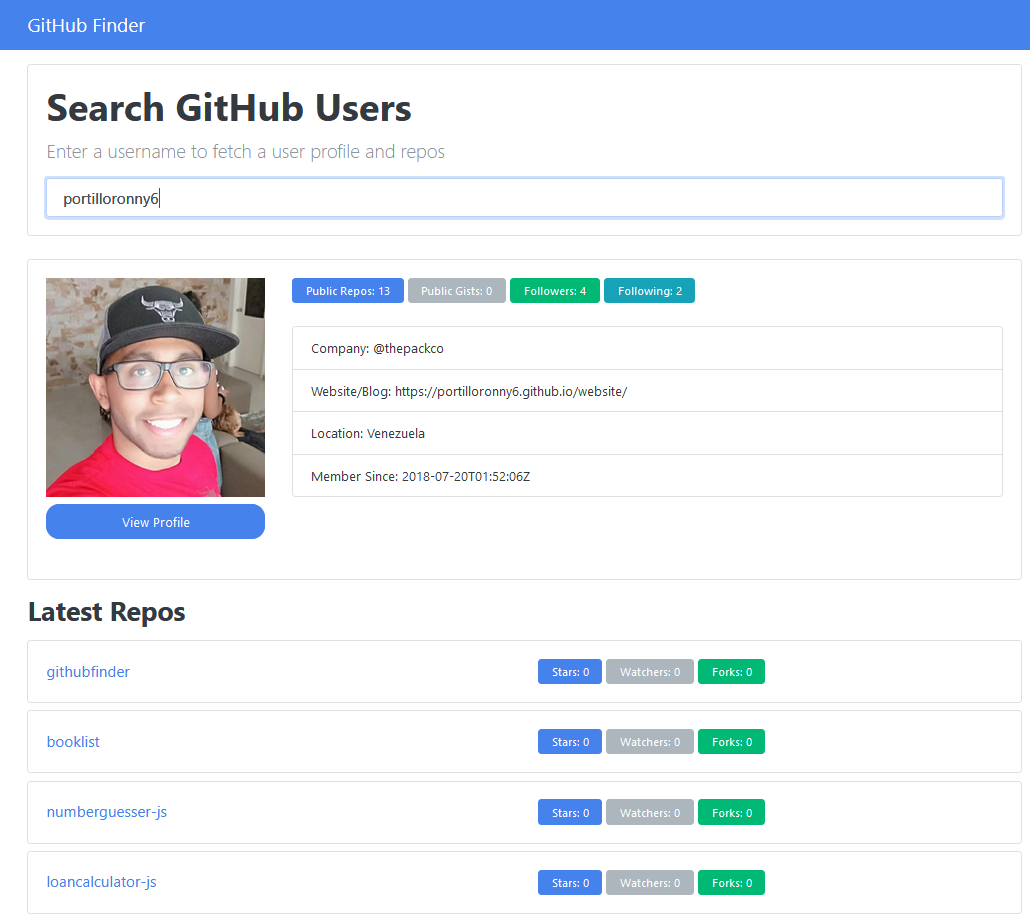 GitHub Finder
Search GitHub Users
Enter a username to fetch a user profile and repos
portilloronny6
Public Repos: 13 Public Gists: 0 Followers: 4 Following: 2
Company: @thepackco
Website/Blog: https://portilloronny6.github.io/website/
Location: Venezuela
Member Since: 2018-07-20T01:52:06Z
View Profile
Latest Repos
githubfinder Stars: 0 Watchers: 0 Forks: 0
booklist Stars: 0 Watchers: 0 Forks: 0
numberguesser-js Stars: 0 Watchers: 0 Forks: 0
loancalculator-js Stars: 0 Watchers: 0 Forks: 0